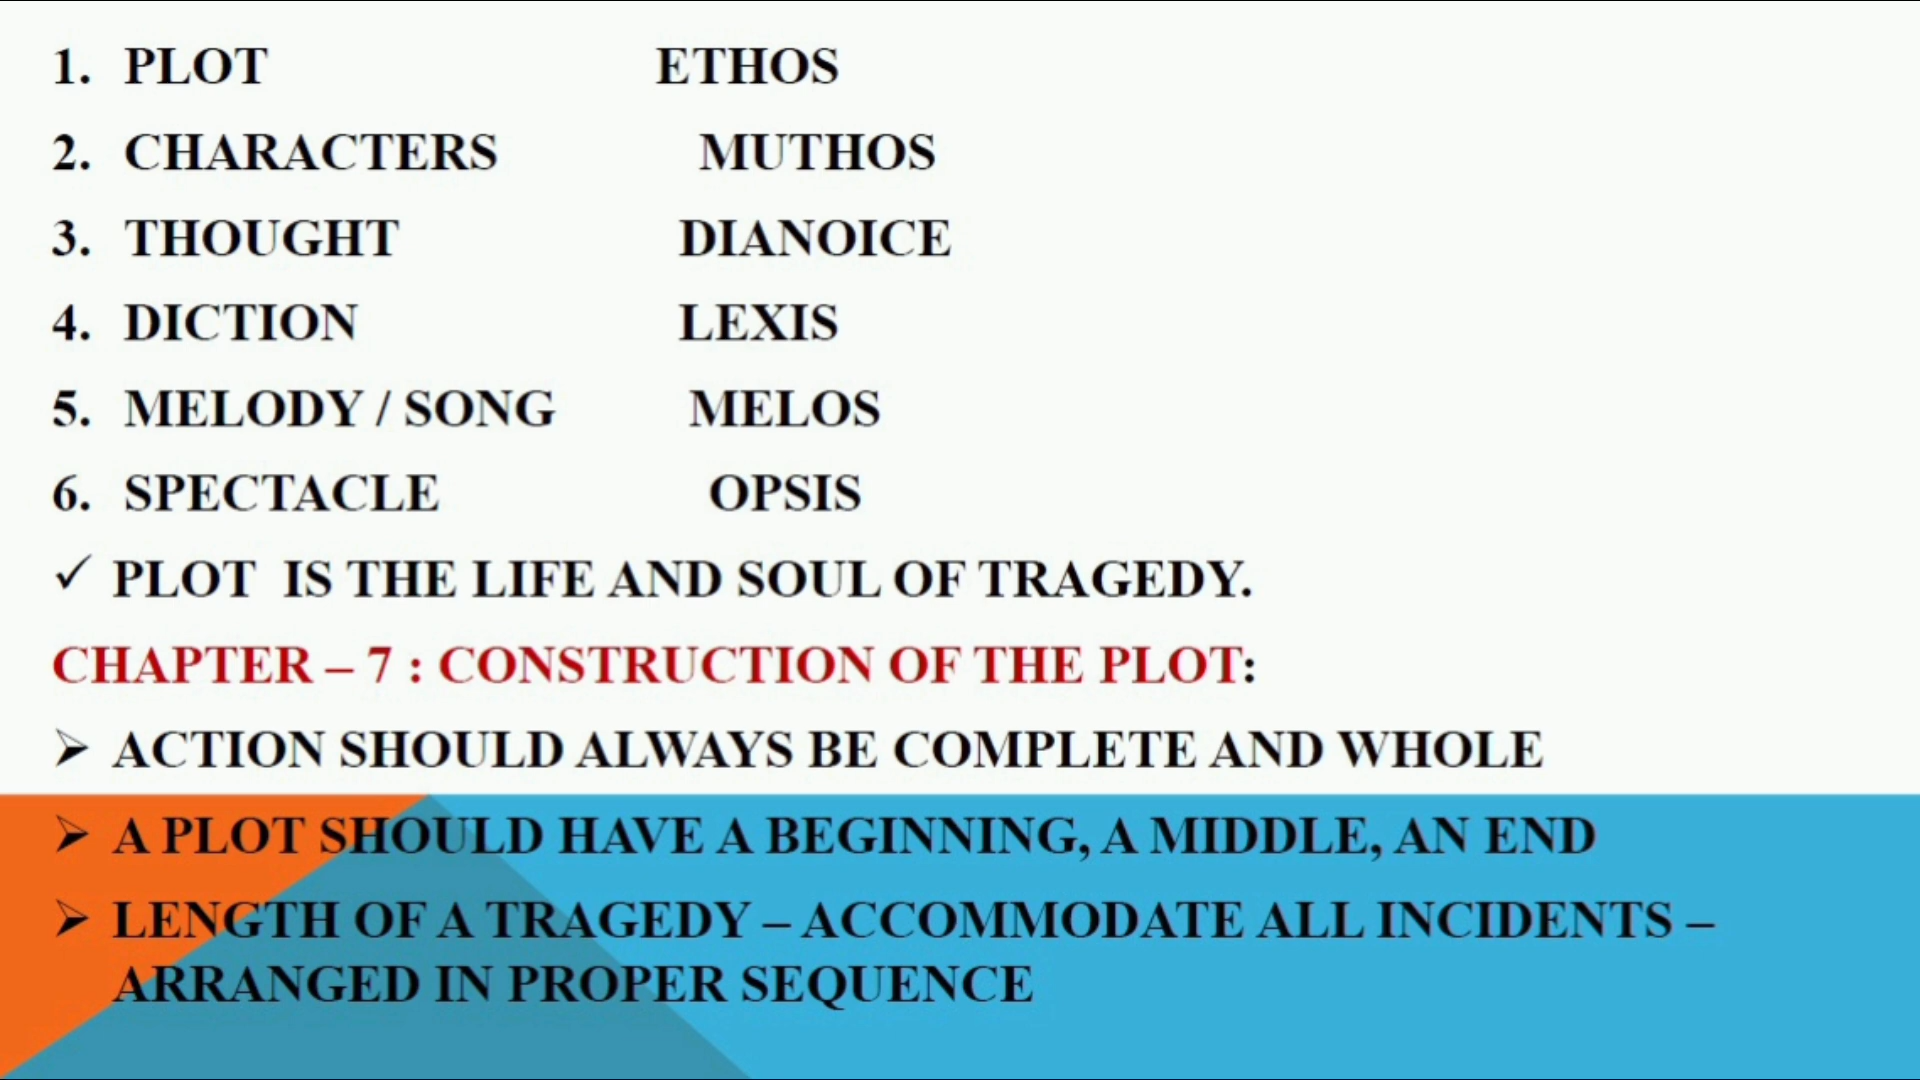 1. PLOT ETHOS
2. CHARACTERS MUTHOS
3. THOUGHT DIANOICE
4. DICTION LEXIS
5. MELODY / SONG MELOS
6. SPECTACLE OPSIS
✓ PLOT IS THE LIFE AND SOUL OF TRAGEDY.
CHAPTER – 7 : CONSTRUCTION OF THE PLOT:
➢ ACTION SHOULD ALWAYS BE COMPLETE AND WHOLE
➢ A PLOT SHOULD HAVE A BEGINNING, A MIDDLE, AN END
➢ LENGTH OF A TRAGEDY – ACCOMMODATE ALL INCIDENTS –
ARRANGED IN PROPER SEQUENCE